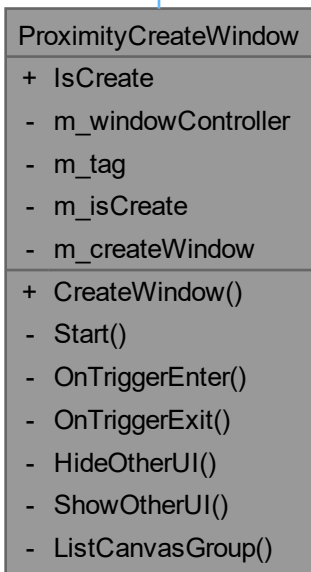 ProximityCreateWindow
+ IsCreate
- m_windowController
- m_tag
- m_isCreate
- m_createWindow
+ CreateWindow()
- Start()
- OnTriggerEnter()
- OnTriggerExit()
- HideOtherUI()
- ShowOtherUI()
- ListCanvasGroup()